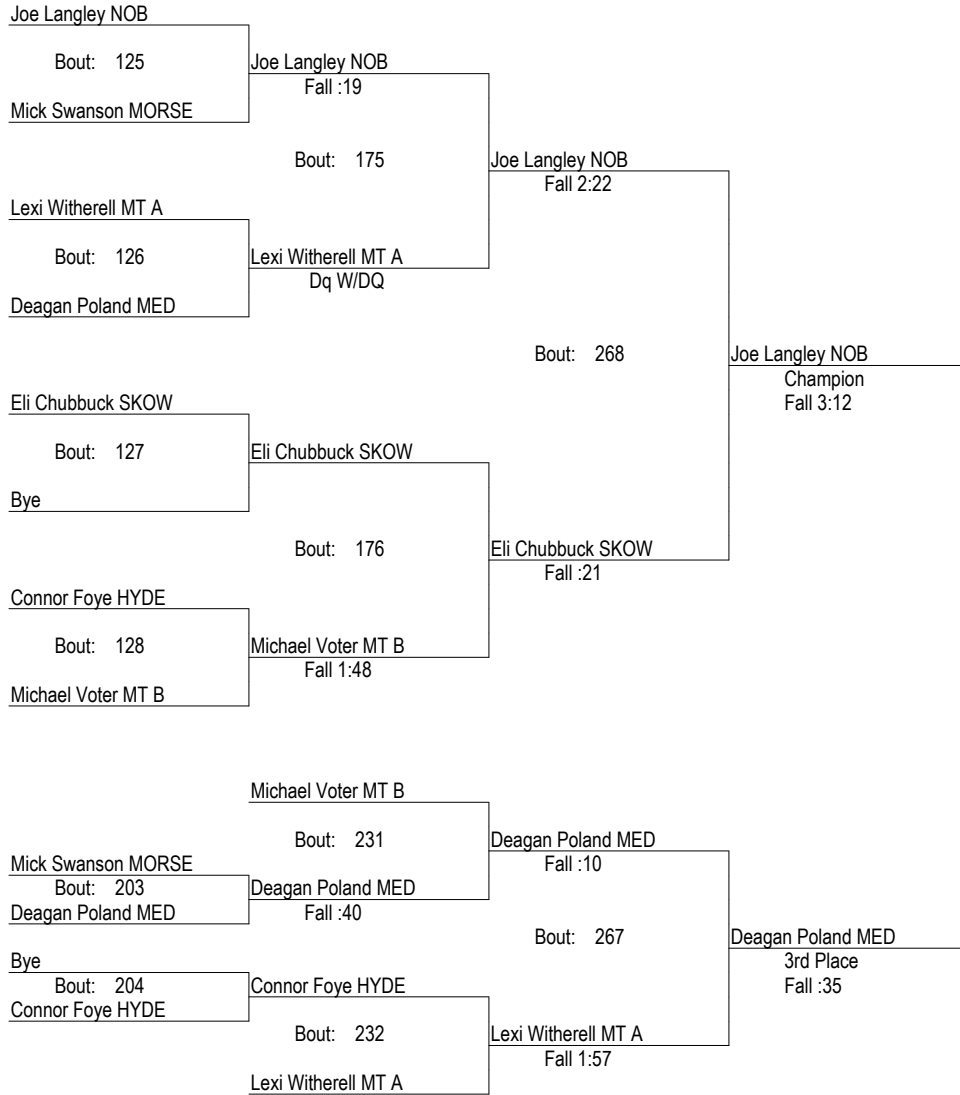 Joe Langley NOB
Bout: 125
Joe Langley NOB
Fall :19
Mick Swanson MORSE
Bout: 175
Joe Langley NOB
Fall 2:22
Lexi Witherell MT A
Bout: 126
Lexi Witherell MT A
Dq W/DQ
Deagan Poland MED
Bout: 268
Joe Langley NOB
Champion
Fall 3:12
Eli Chubbuck SKOW
Bout: 127
Eli Chubbuck SKOW
Bye
Bout: 176
Eli Chubbuck SKOW
Fall :21
Connor Foye HYDE
Bout: 128
Michael Voter MT B
Fall 1:48
Michael Voter MT B
Michael Voter MT B
Bout: 231
Deagan Poland MED
Fall :10
Mick Swanson MORSE
Bout: 203
Deagan Poland MED
Deagan Poland MED
Fall :40
Bout: 267
Deagan Poland MED
3rd Place
Fall :35
Bye
Bout: 204
Connor Foye HYDE
Connor Foye HYDE
Bout: 232
Lexi Witherell MT A
Fall 1:57
Lexi Witherell MT A